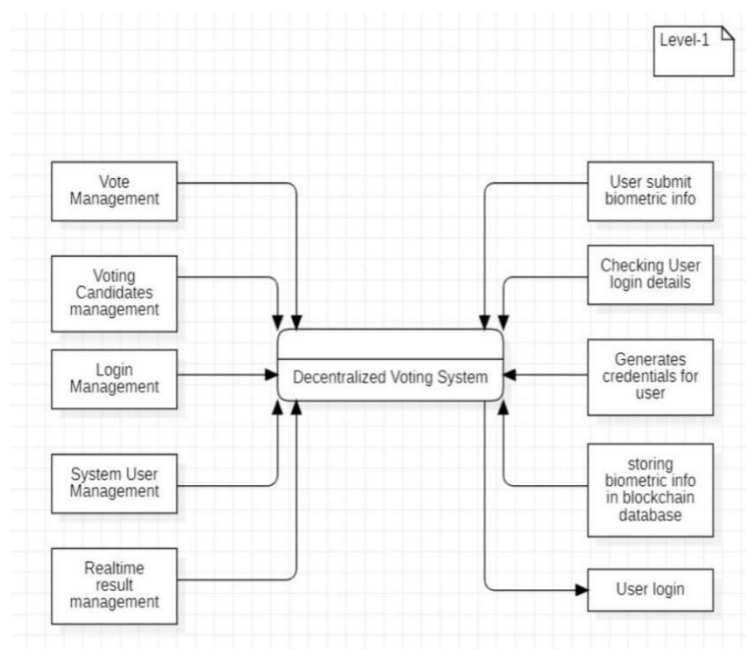 Level-1
Vote
Management
Voting
Candidates
management
Login
Management
System User
Management
Realtime
result
management
Decentralized Voting System
User submit
biometric info
Checking User
login details
Generates
credentials for
user
storing
biometric info
in blockchain
database
User login